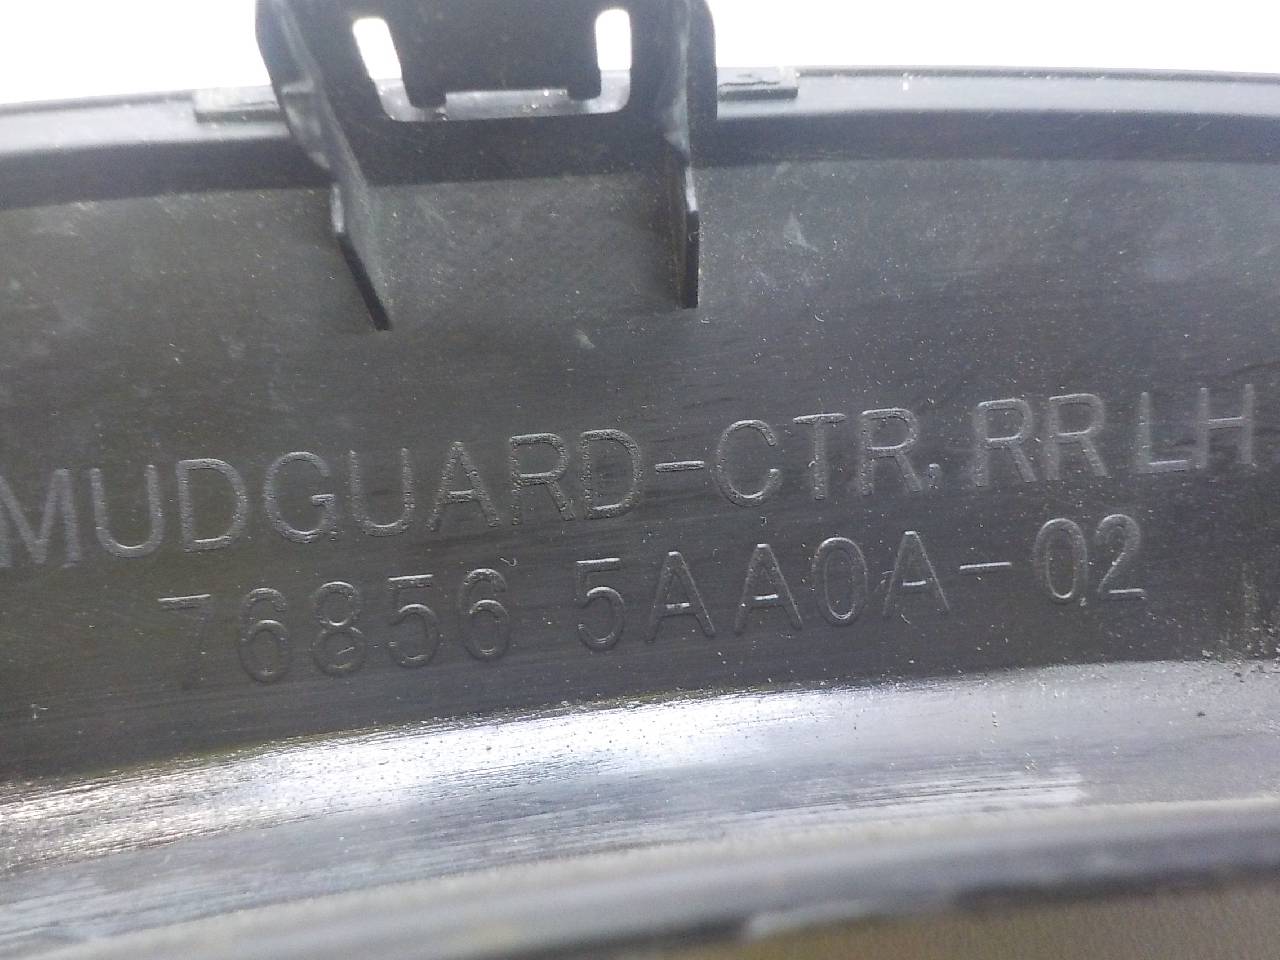 MUDGUARD-CTR, RR LH
76856 5AA0A-02